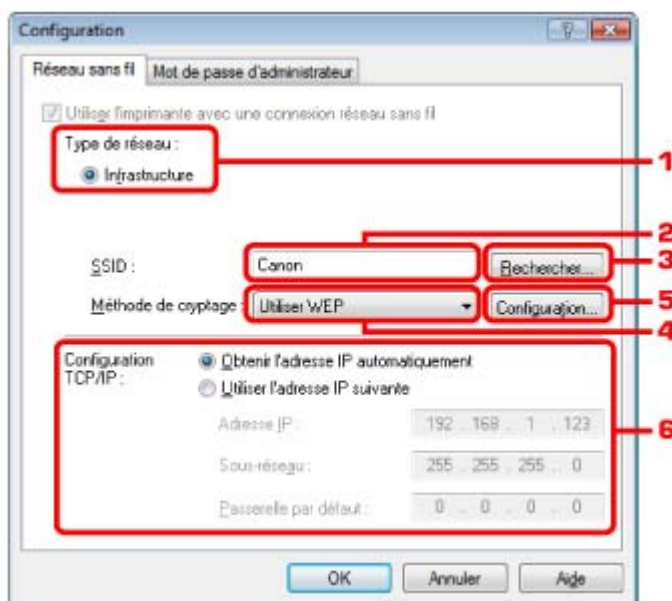 Configuration
Réseau sans fil Mot de passe d'administrateur
Utiliser l'imprimante avec une connexion réseau sans fil
Type de réseau :
Infrastructure
1
2
SSID : Canon Rechercher... 3
Méthode de cryptage : Utiliser WEP Configuration... 5
4
Configuration TCP/IP :
Obtenir l'adresse IP automatiquement
Utiliser l'adresse IP suivante
Adresse IP : 192 . 168 . 1 . 123
6
Sous-réseau : 255 . 255 . 255 . 0
Passerelle par défaut : 0 . 0 . 0 . 0
OK Annuler Aide